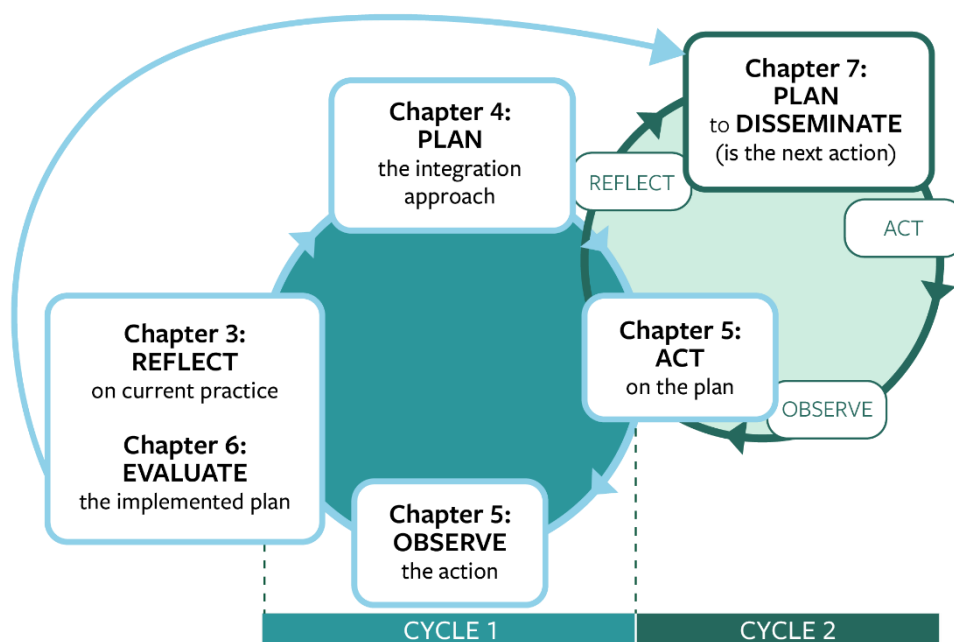 Chapter 7:
PLAN
to DISSEMINATE
(is the next action)
Chapter 4:
PLAN
the integration
approach
REFLECT
ACT
Chapter 3:
REFLECT
on current practice
Chapter 6:
EVALUATE
the implemented plan
Chapter 5:
ACT
on the plan
OBSERVE
Chapter 5:
OBSERVE
the action
CYCLE 1
CYCLE 2